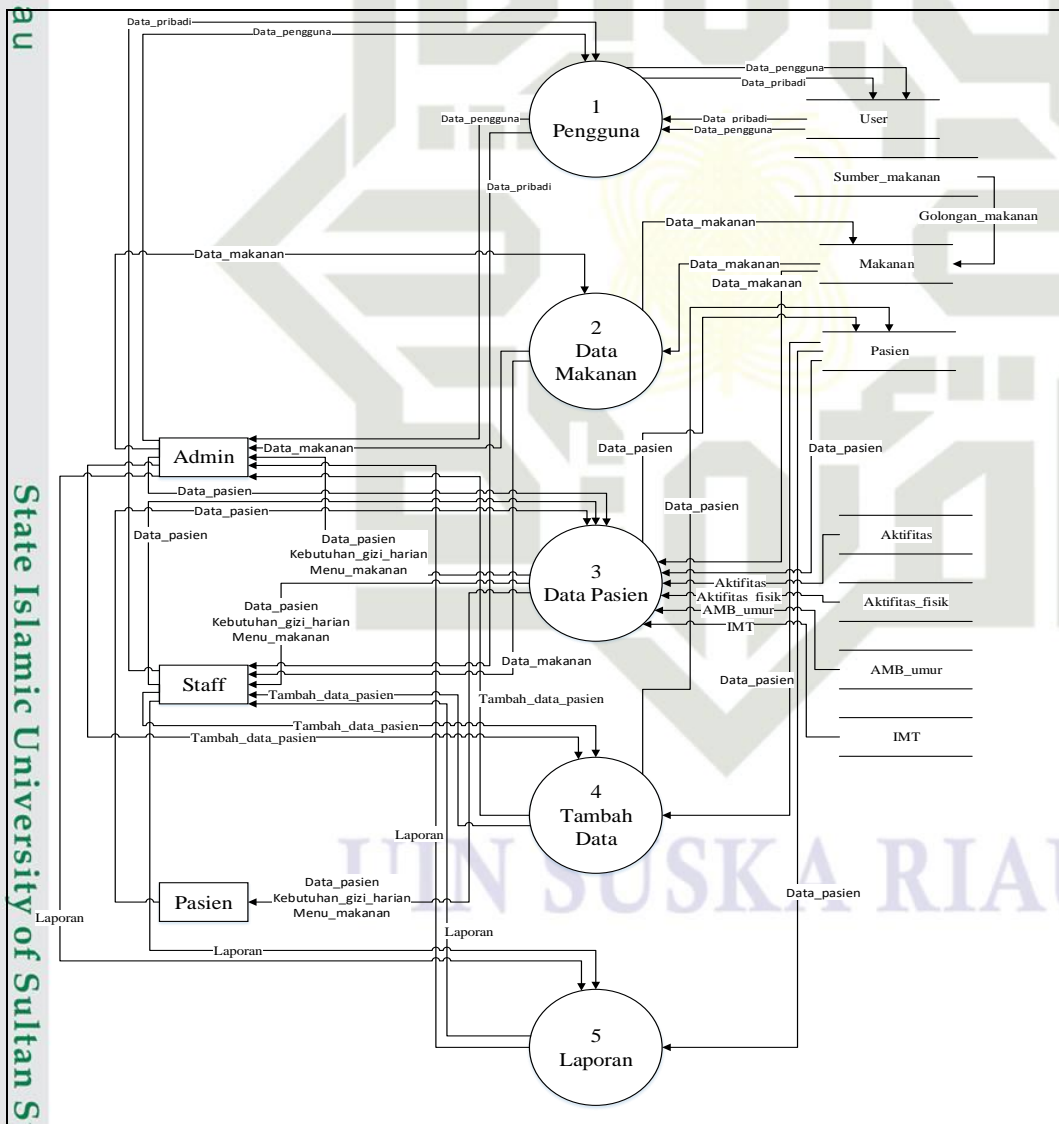 au
State Islamic University of Sultan S
Data_pribadi
Data_pengguna
Data_pengguna
Data_pribadi
1
Pengguna
Data_pengguna
Data_pribadi
User
Data_pribadi
Data_pengguna
Sumber_makanan
Golongan_makanan
Data_makanan
Data_makanan
Data_makanan
Makanan
Data_makanan
2
Data
Makanan
Pasien
Admin
Data_makanan
Data_pasien
Data_pasien
Data_pasien
Data_pasien
Data_pasien
Data_pasien
Data_pasien
Kebutuhan_gizi_harian
Menu_makanan
3
Data Pasien
Aktifitas
Aktifitas_fisik
AMB_umur
IMT
Aktifitas
Aktifitas_fisik
AMB_umur
IMT
Data_pasien
Kebutuhan_gizi_harian
Menu_makanan
Data_makanan
Data_pasien
Staff
Tambah_data_pasien
Tambah_data_pasien
Tambah_data_pasien
Tambah_data_pasien
4
Tambah
Data
Laporan
UIN SUSKA RIAU
Pasien
Data_pasien
Kebutuhan_gizi_harian
Menu_makanan
Data_pasien
Laporan
Laporan
Laporan
5
Laporan